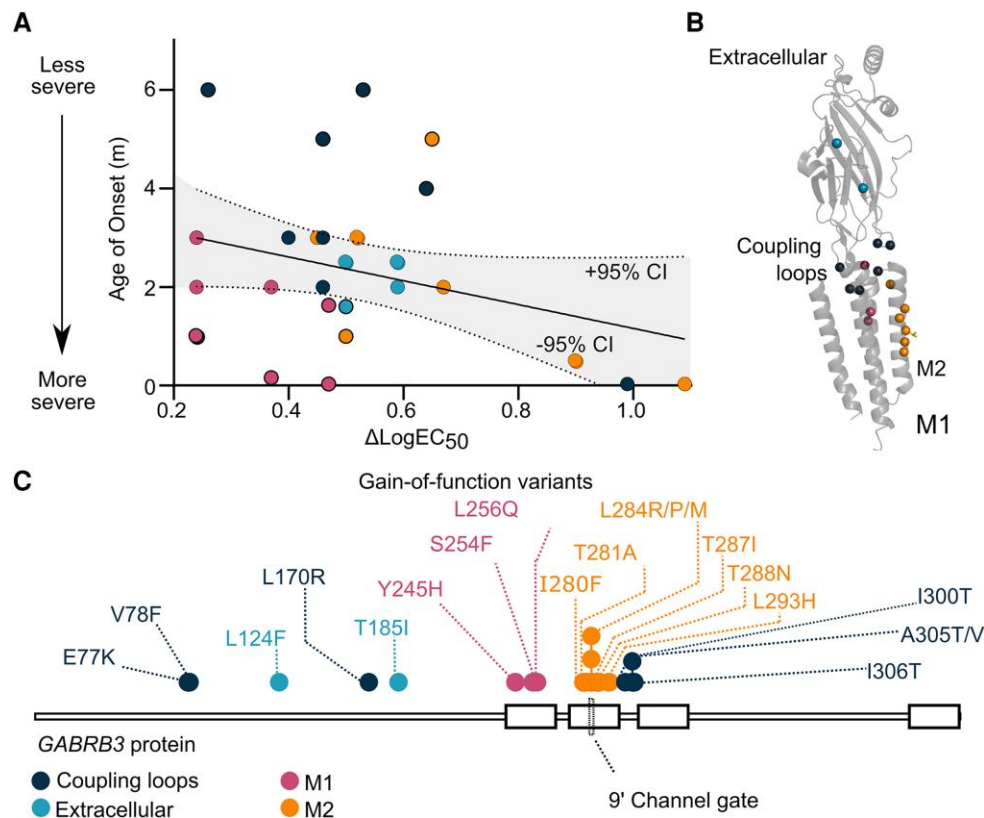 A
Less
severe
More
severe
Age of Onset (m)
6
4
2
0
0.2
0.4
0.6
0.8
1.0
ΔLogEC50
+95% CI
-95% CI
B
Extracellular
Coupling
loops
M2
M1
C
Gain-of-function variants
L256Q
L284R/P/M
S254F
T281A
T287I
L170R
Y245H
I280F
T288N
V78F
L293H
I300T
L124F
T185I
A305T/V
E77K
I306T
GABRB3 protein
Coupling loops
M1
Extracellular
M2
9' Channel gate